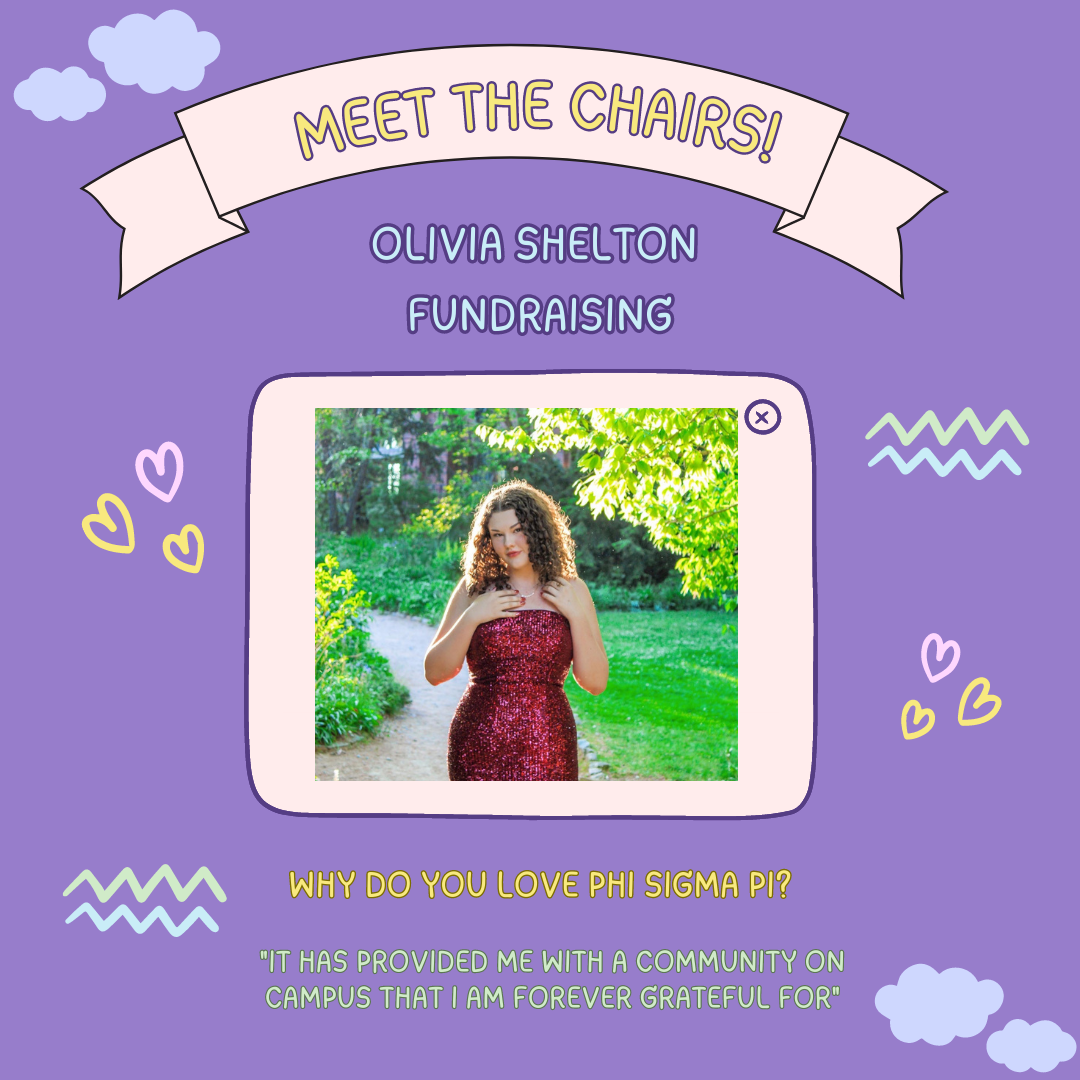 MEET THE CHAIRS!
OLIVIA SHELTON
FUNDRAISING
WHY DO YOU LOVE PHI SIGMA PI?
"IT HAS PROVIDED ME WITH A COMMUNITY ON
CAMPUS THAT I AM FOREVER GRATEFUL FOR"